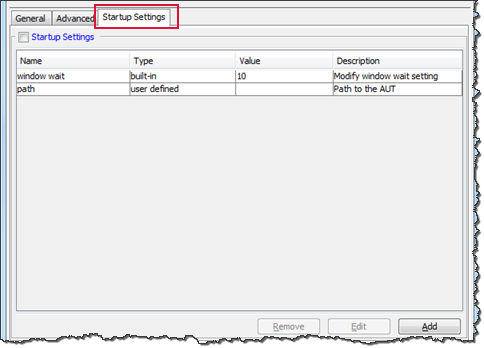 General Advanced Startup Settings
Startup Settings
Name Type Value Description
window wait built-in 10 Modify window wait setting
path user defined Path to the AUT
Remove Edit Add